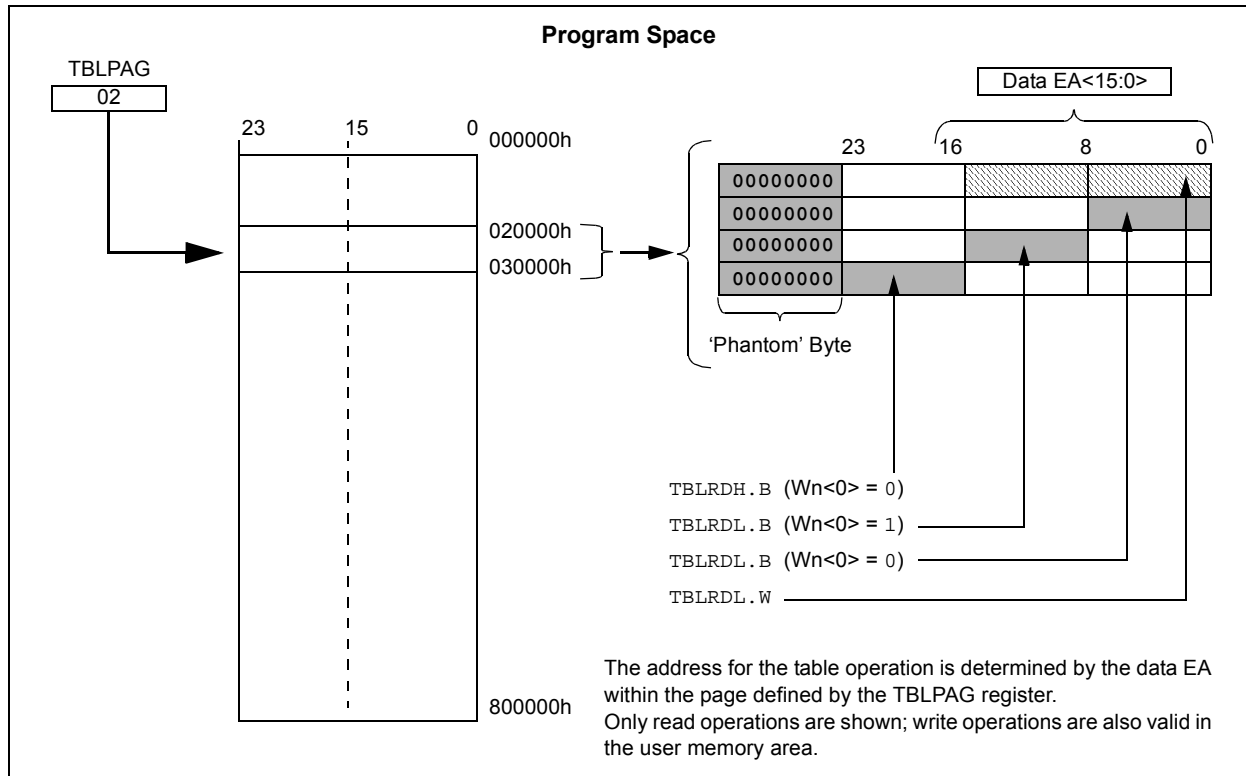 Program Space
TBLPAG
02
Data EA<15:0>
23 15 0
000000h
020000h
030000h
800000h
23 16 8 0
00000000
00000000
00000000
00000000
‘Phantom’ Byte
TBLRDH.B (Wn<0> = 0)
TBLRDL.B (Wn<0> = 1)
TBLRDL.B (Wn<0> = 0)
TBLRDL.W
The address for the table operation is determined by the data EA
within the page defined by the TBLPAG register.
Only read operations are shown; write operations are also valid in
the user memory area.